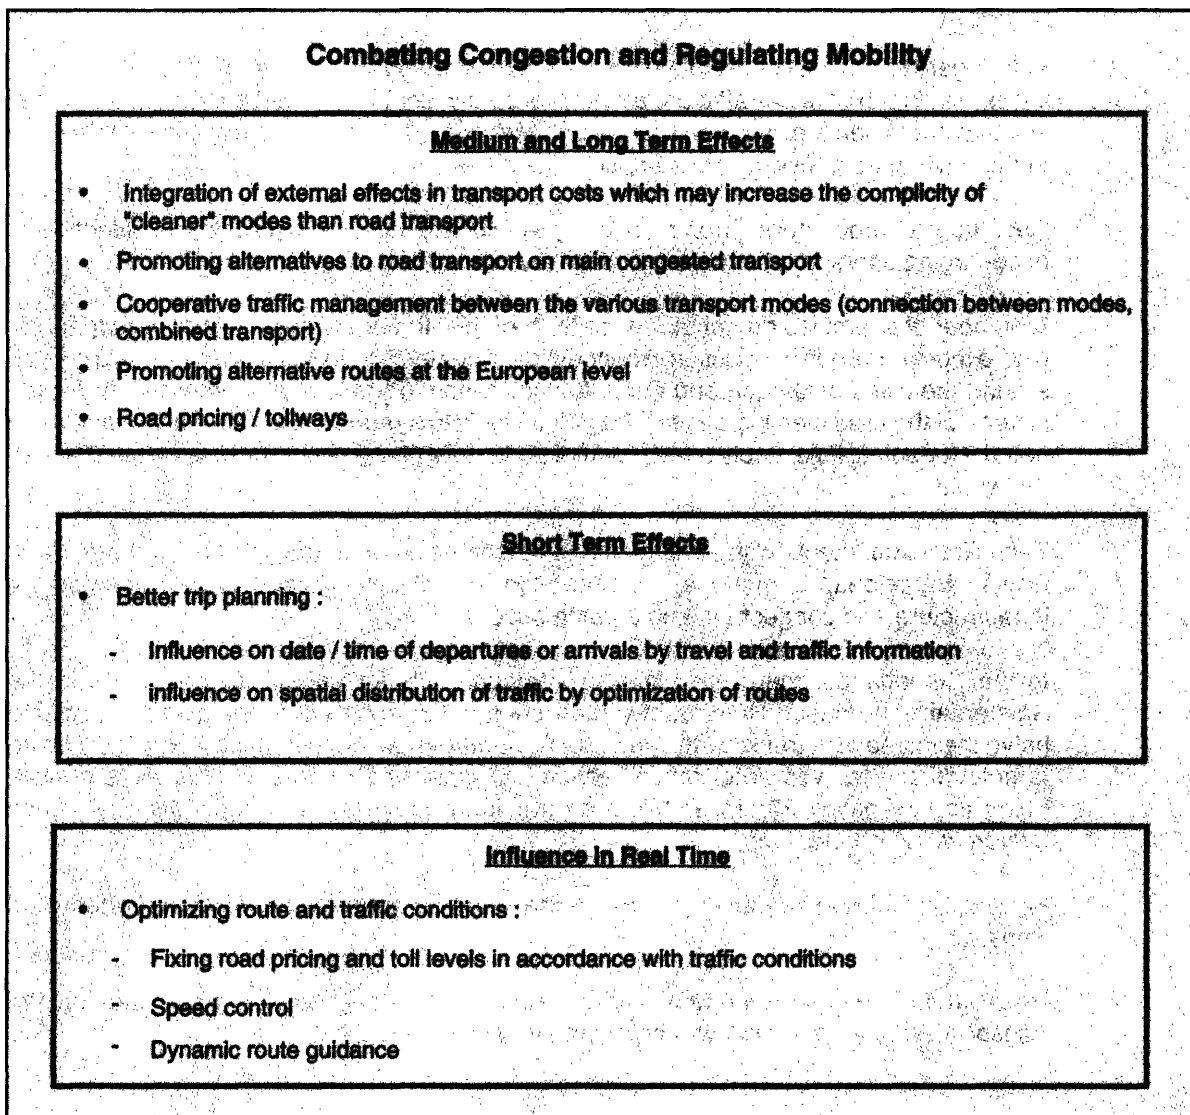 Combating Congestion and Regulating Mobility
Medium and Long Term Effects
• Integration of external effects in transport costs which may increase the complicity of
"cleaner" modes than road transport
• Promoting alternatives to road transport on main congested transport
• Cooperative traffic management between the various transport modes (connection between modes,
combined transport)
• Promoting alternative routes at the European level
• Road pricing / tollways
Short Term Effects
• Better trip planning :
- Influence on date / time of departures or arrivals by travel and traffic information
- influence on spatial distribution of traffic by optimization of routes
Influence in Real Time
• Optimizing route and traffic conditions :
- Fixing road pricing and toll levels in accordance with traffic conditions
- Speed control
- Dynamic route guidance